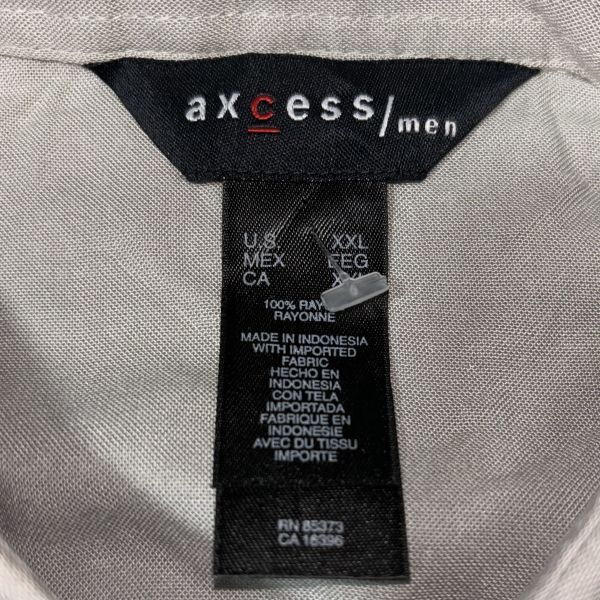 axcess/men
U.S. XXL
MEX EEG
CA
100%
RAYONNE
MADE IN INDONESIA
WITH IMPORTED
FABRIC
HECHO EN
INDONESIA
CON TELA
IMPORTADA
FABRIQUE EN
INDONESIE
AVEC DU TISSU
IMPORTE
RN 85373
CA 16396